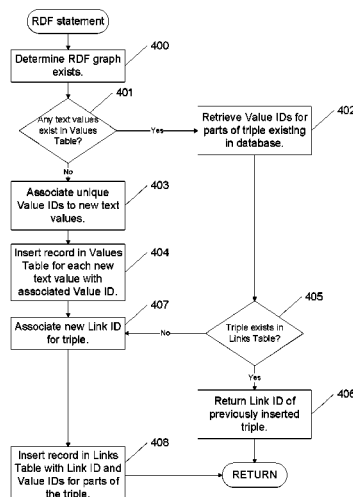 RDF statement
400
Determine RDF graph
exists.
401
Any text values
exist in Values
Table?
Yes
402
Retrieve Value IDs for
parts of triple existing
in database.
No
403
Associate unique
Value IDs to new text
values.
404
Insert record in Values
Table for each new
text value with
associated Value ID.
405
Triple exists in
Links Table?
No
407
Associate new Link ID
for triple.
Yes
406
Return Link ID of
previously inserted
triple.
408
Insert record in Links
Table with Link ID and
Value IDs for parts of
the triple.
RETURN